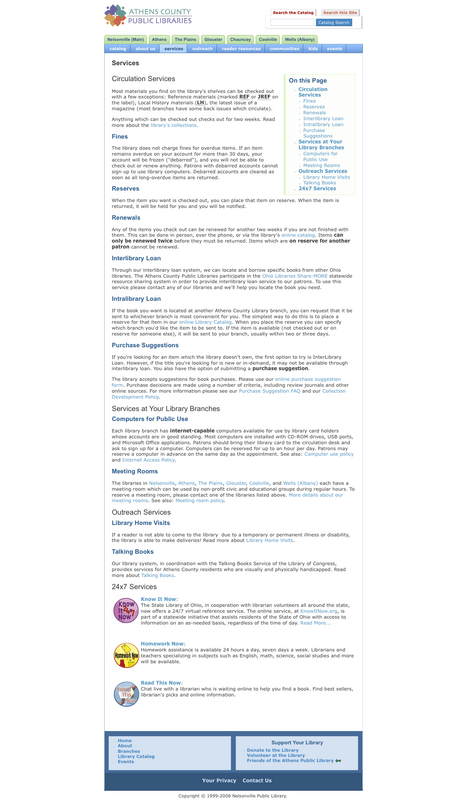 ATHENS COUNTY
PUBLIC LIBRARIES
Search the Catalog Search this Site
Catalog Search
Nelsonville (Main) Athens The Plains Glouster Chauncey Coolville Wells (Albany)
catalog about us services outreach reader resources communities kids events
Services
Circulation Services
Most materials you find on the library's shelves can be checked out
with a few exceptions: Reference materials (marked REF or JREF on
the label), Local History materials (LH), the latest issue of a
magazine (most branches have some back issues which circulate).
Anything which can be checked out checks out for two weeks. Read
more about the library's collections.
On this Page
Circulation
Services
Fines
Reserves
Renewals
Interlibrary Loan
Intralibrary Loan
Purchase
Suggestions
Services at Your
Library Branches
Computers for
Public Use
Meeting Rooms
Outreach Services
Library Home Visits
Talking Books
24x7 Services
Fines
The library does not charge fines for overdue items. If an item
remains overdue on your account for more than 30 days, your
account will be frozen ("debarred"), and you will not be able to
check out or renew anything. Patrons with debarred accounts cannot
sign up to use library computers. Debarred accounts are cleared as
soon as all long-overdue items are returned.
Reserves
When the item you want is checked out, you can place that item on reserve. When the item is
returned, it will be held for you and you will be notified.
Renewals
Any of the items you check out can be renewed for another two weeks if you are not finished with
them. This can be done in person, over the phone, or via the library's online catalog. Items can
only be renewed twice before they must be returned. Items which are on reserve for another
patron cannot be renewed.
Interlibrary Loan
Through our interlibrary loan system, we can locate and borrow specific books from other Ohio
libraries. The Athens County Public Libraries participate in the Ohio Libraries Share:MORE statewide
resource sharing system in order to provide interlibrary loan service to our patrons. To use this
service please contact any of our libraries and we'll help you locate the book you need.
Intralibrary Loan
If the book you want is located at another Athens County Library branch, you can request that it be
sent to whichever branch is most convenient for you. The simplest way to do this is to place a
reserve for that item in our online Library Catalog. When you place the reserve you can specify
which branch you'd like the item to be sent to. If the item is available (not checked out or on
reserve for someone else), it will be sent to your branch, usually within two or three days.
Purchase Suggestions
If you're looking for an item which the library doesn't own, the first option to try is InterLibrary
Loan. However, if the title you're looking for is new or in-demand, it may not be available through
interlibrary loan. You also have the option of submitting a purchase suggestion.
The library accepts suggestions for book purchases. Please use our online purchase suggestion
form. Purchase decisions are made using a number of criteria, including review journals and other
online sources. For more information please see our Purchase Suggestion FAQ and our Collection
Development Policy.
Services at Your Library Branches
Computers for Public Use
Each library branch has internet-capable computers available for use by library card holders
whose accounts are in good standing. Most computers are installed with CD-ROM drives, USB ports,
and Microsoft Office applications. Patrons should bring their library card to the circulation desk and
ask to sign up for a computer. Computers can be reserved for up to an hour per day. Patrons may
reserve a computer in advance on the same day as the appointment. See also: Computer use policy
and Internet Access Policy.
Meeting Rooms
The libraries in Nelsonville, Athens, The Plains, Glouster, Coolville, and Wells (Albany) each have a
meeting room which can be used by non-profit civic and educational groups during regular hours. To
reserve a meeting room, please contact one of the libraries listed above. More details about our
meeting rooms. See also: Meeting room policy.
Outreach Services
Library Home Visits
If a reader is not able to come to the library due to a temporary or permanent illness or disability,
the library is able to make deliveries! Read more about Library Home Visits.
Talking Books
Our library system, in coordination with the Talking Books Service of the Library of Congress,
provides services for Athens County residents who are visually and physically handicapped. Read
more about Talking Books.
24x7 Services
Know It Now:
The State Library of Ohio, in cooperation with librarian volunteers all around the state,
now offers a 24/7 virtual reference service. The online service, at KnowItNow.org, is
part of a statewide initiative that assists residents of the State of Ohio with access to
information on an as-needed basis, regardless of the time of day. Read More...
Homework Now:
Homework assistance is available 24 hours a day, seven days a week. Librarians and
teachers specializing in subjects such as English, math, science, social studies and more
will be available.
Read This Now:
Chat live with a librarian who is waiting online to help you find a book. Find best sellers,
librarian's picks and online information.
Home
About
Branches
Library Catalog
Events
Support Your Library
Donate to the Library
Volunteer at the Library
Friends of the Athens Public Library
Your Privacy Contact Us
Copyright © 1999-2008 Nelsonville Public Library.